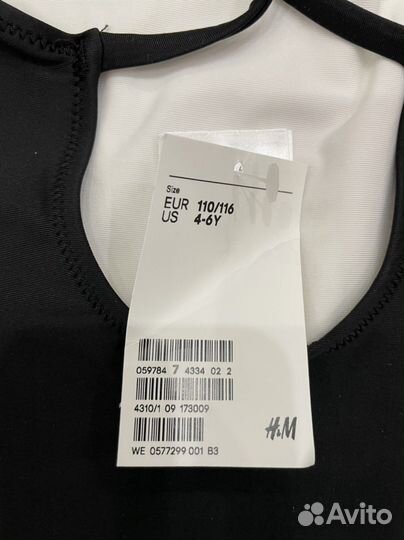 Size
EUR 110/116
US 4-6Y
059784 7 4334 02 2
4310/1 09 173009
H&M
WE 0577299 001 B3
Avito